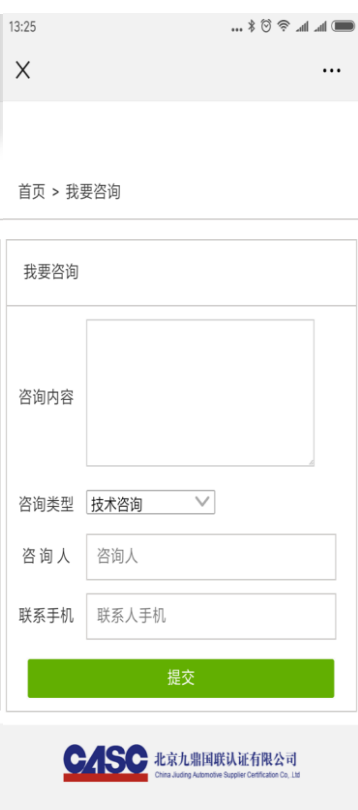 13:25
首页 > 我要咨询
我要咨询
咨询内容
咨询类型 技术咨询
咨 询 人 咨询人
联系手机 联系人手机
提交
CASC 北京九鼎国联认证有限公司
China Jiuding Automotive Supplier Certification Co., Ltd